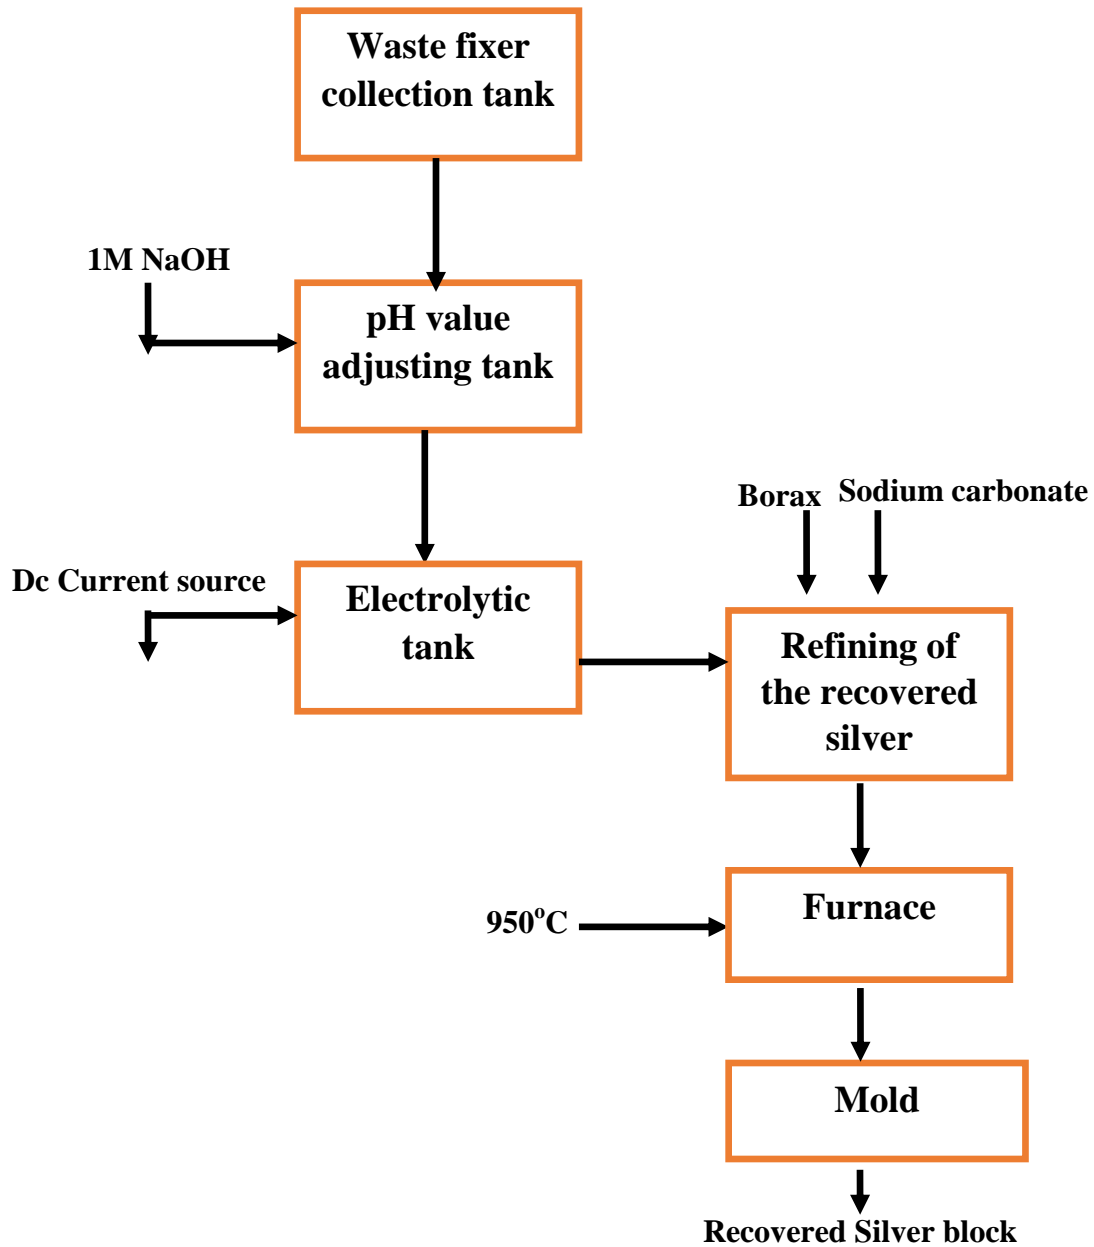 Waste fixer
collection tank
1M NaOH
pH value
adjusting tank
Borax
Sodium carbonate
Dc Current source
Electrolytic
tank
Refining of
the recovered
silver
950°C
Furnace
Mold
Recovered Silver block